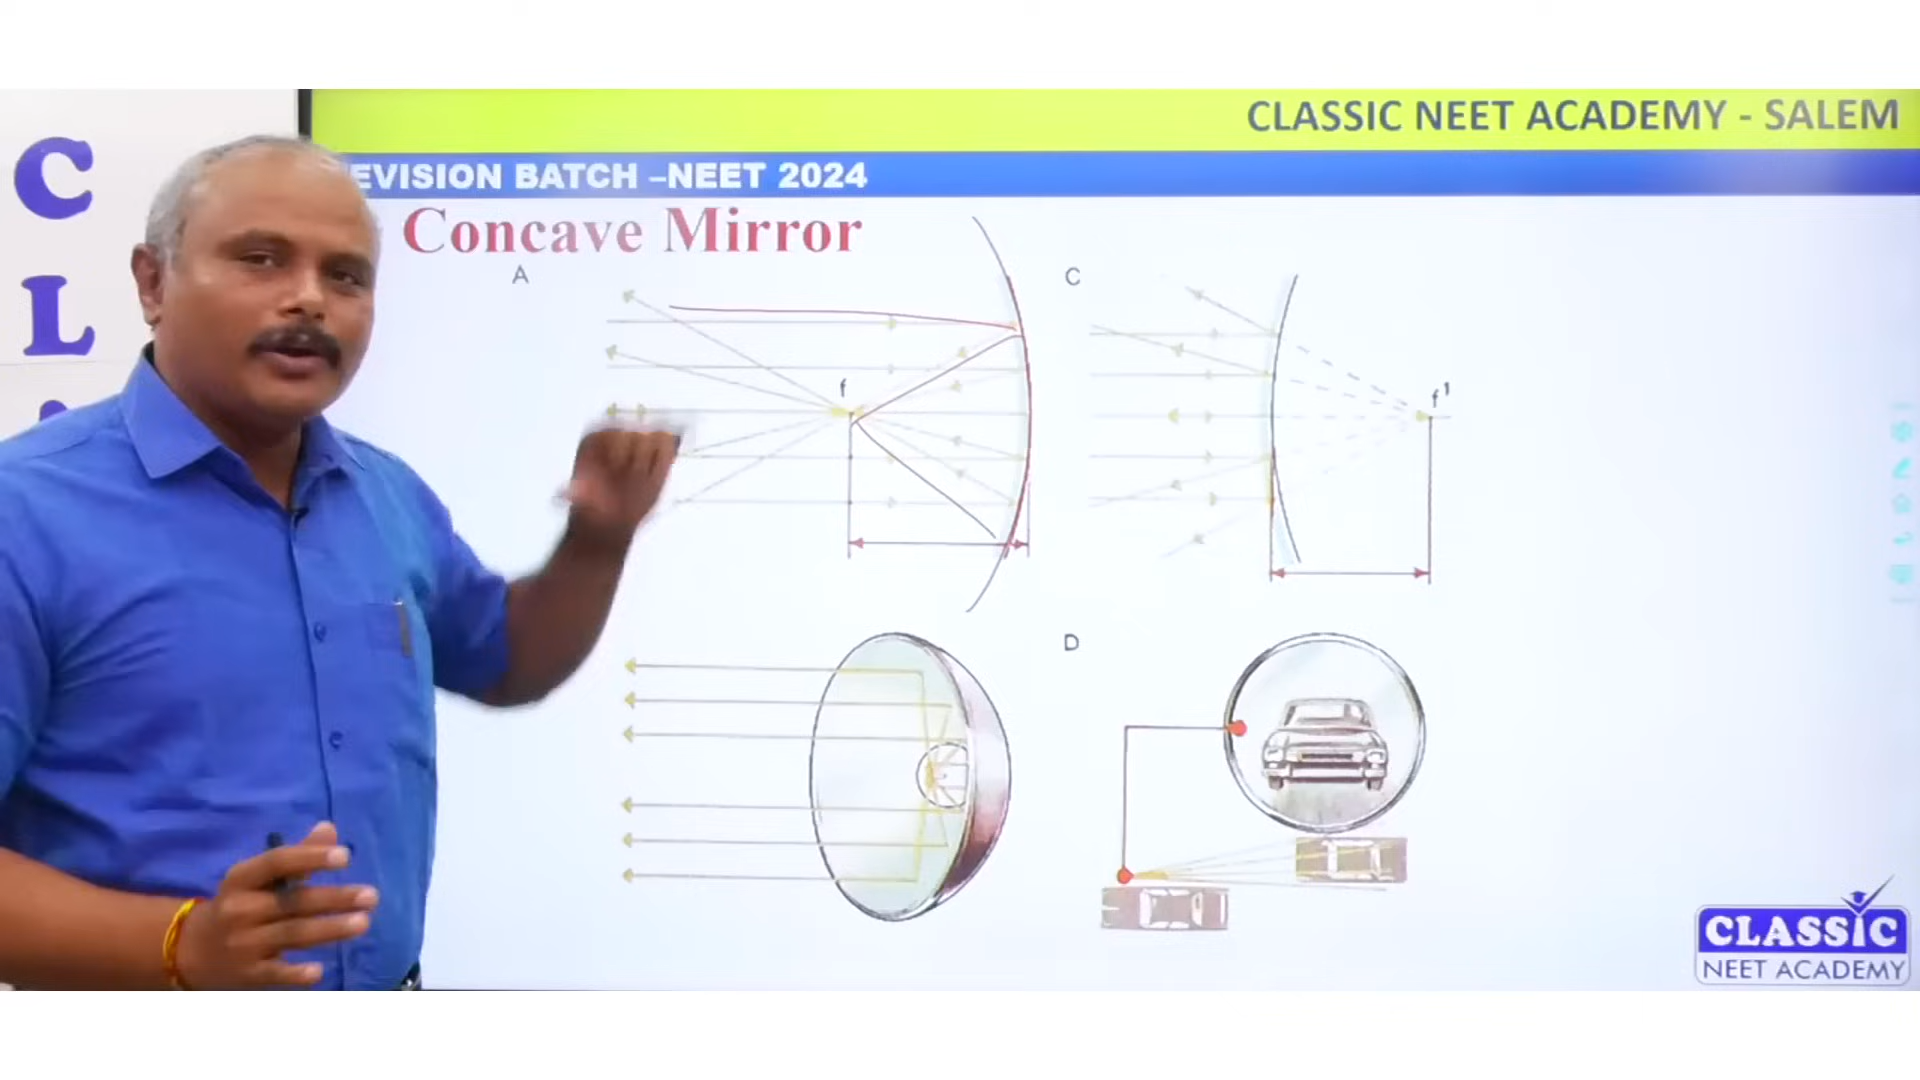 CLASSIC NEET ACADEMY - SALEM
EVISION BATCH –NEET 2024
C
L
Concave Mirror
A
C
f
f¹
D
CLASSIC
NEET ACADEMY